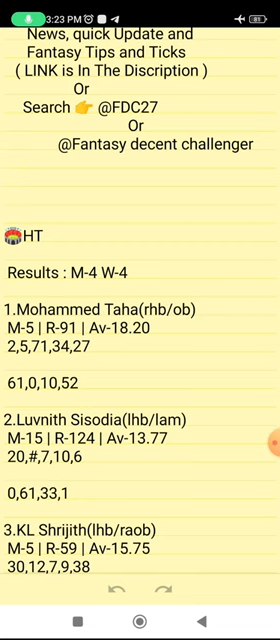 3:23 PM
81
News, quick Update and
Fantasy Tips and Ticks
( LINK is in The Discription )
Or
Search 👉 @FDC27
Or
@Fantasy decent challenger
🏟️HT
Results : M-4 W-4
1.Mohammed Taha(rhb/ob)
M-5 | R-91 | Av-18.20
2,5,71,34,27
61,0,10,52
2.Luvnith Sisodia(lhb/lam)
M-15 | R-124 | Av-13.77
20,#,7,10,6
0,61,33,1
3.KL Shrijith(lhb/raob)
M-5 | R-59 | Av-15.75
30,12,7,9,38